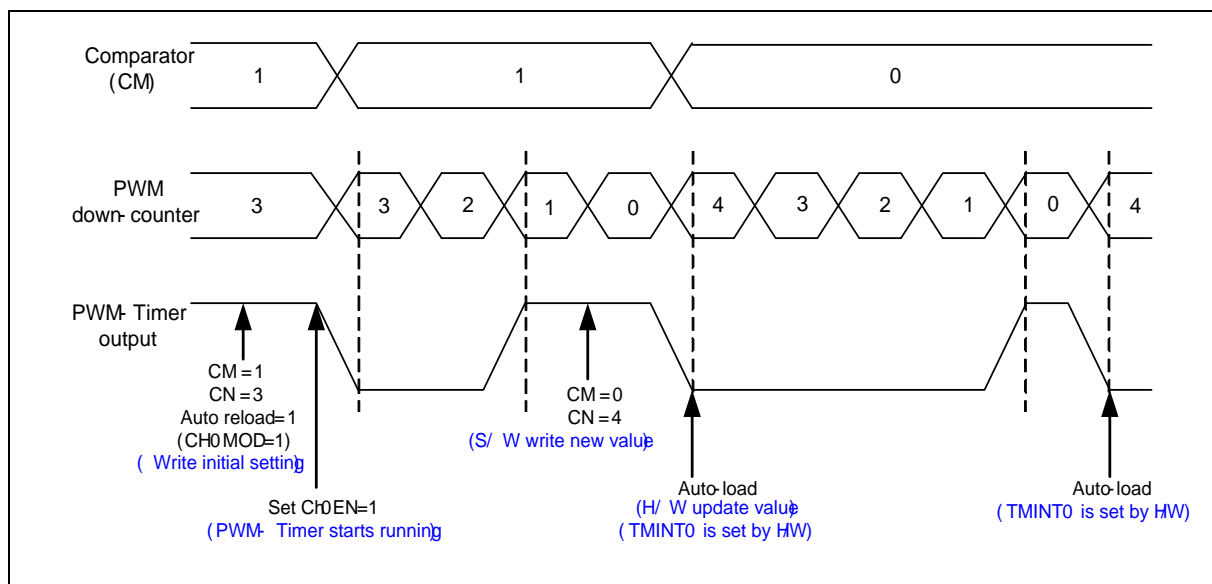 Comparator
(CM)
1
1
0
PWM
down-counter
3
3
2
1
0
4
3
2
1
0
4
PWM-Timer
output
CM=1
CN=3
Auto reload=1
(CH0MOD=1)
( Write initial setting)
Set Ch0EN=1
(PWM- Timer starts running)
CM=0
CN=4
(S/ W write new value)
Auto-load
(H/ W update value)
( TMINT0 is set by H/W)
Auto-load
( TMINT0 is set by H/W)